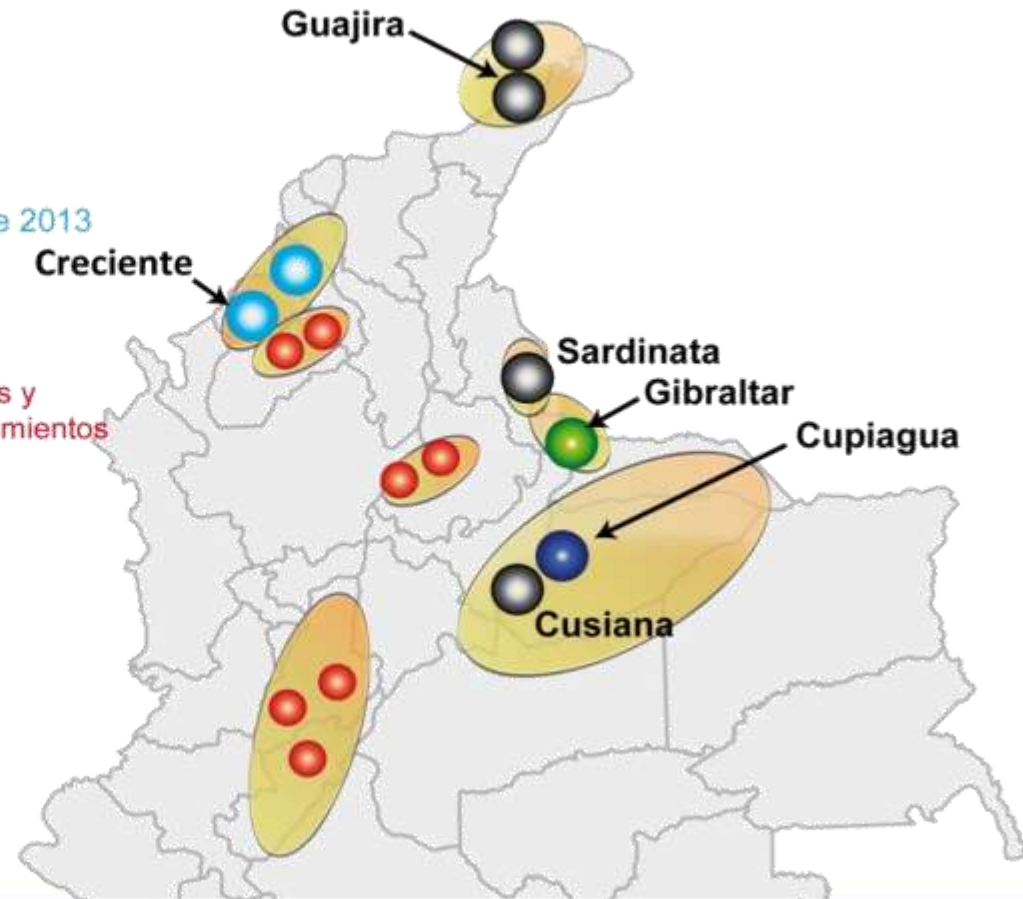 Guajira
e 2013
Creciente
Sardinata
Gibraltar
s y
mientos
Cupiagua
Cusiana